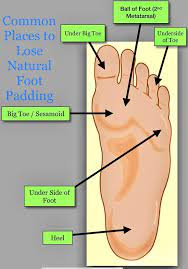 Common
Places to
Lose
Natural
Foot
Padding
Ball of Foot (2nd
Metatarsal)
Under Big Toe
Underside
of Toe
Big Toe / Sesamoid
Under Side of
Foot
Heel